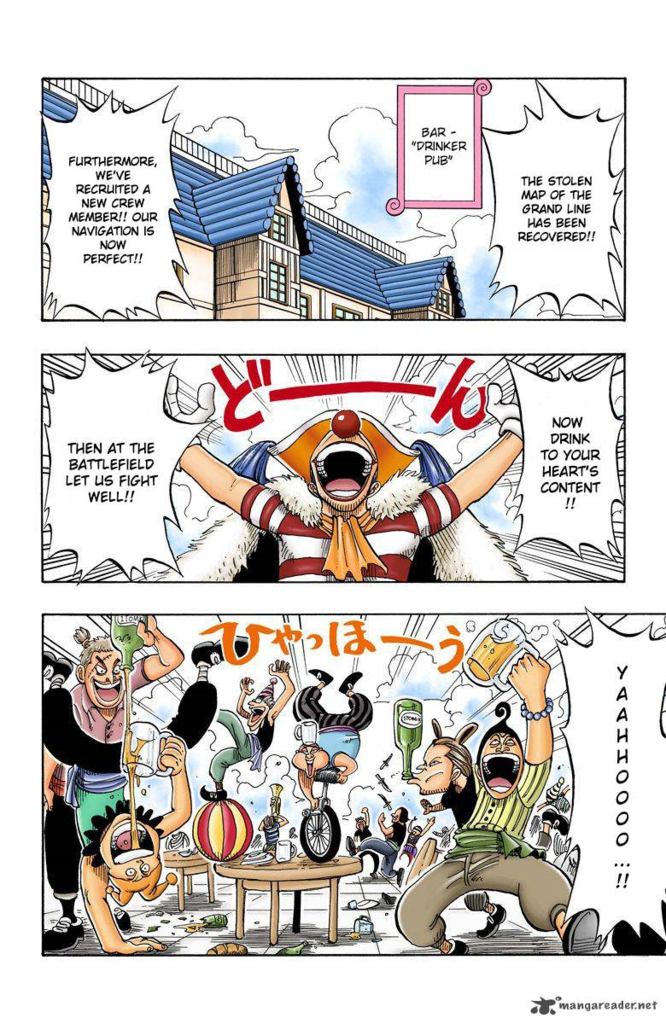 THE STOLEN
MAP OF THE
GRAND LINE
HAS BEEN
RECOVERED!!
BAR -
"DRINKER
PUB"
FURTHERMORE,
WE'VE
RECRUITED A
NEW CREW
MEMBER!! OUR
NAVIGATION IS
NOW
PERFECT!!
どーーん
NOW
DRINK
TO YOUR
HEART'S
CONTENT
!!
THEN AT THE
BATTLEFIELD
LET US FIGHT
WELL!!
ひゃっほーう
YAAHHOOOO...!!
mangareader.net